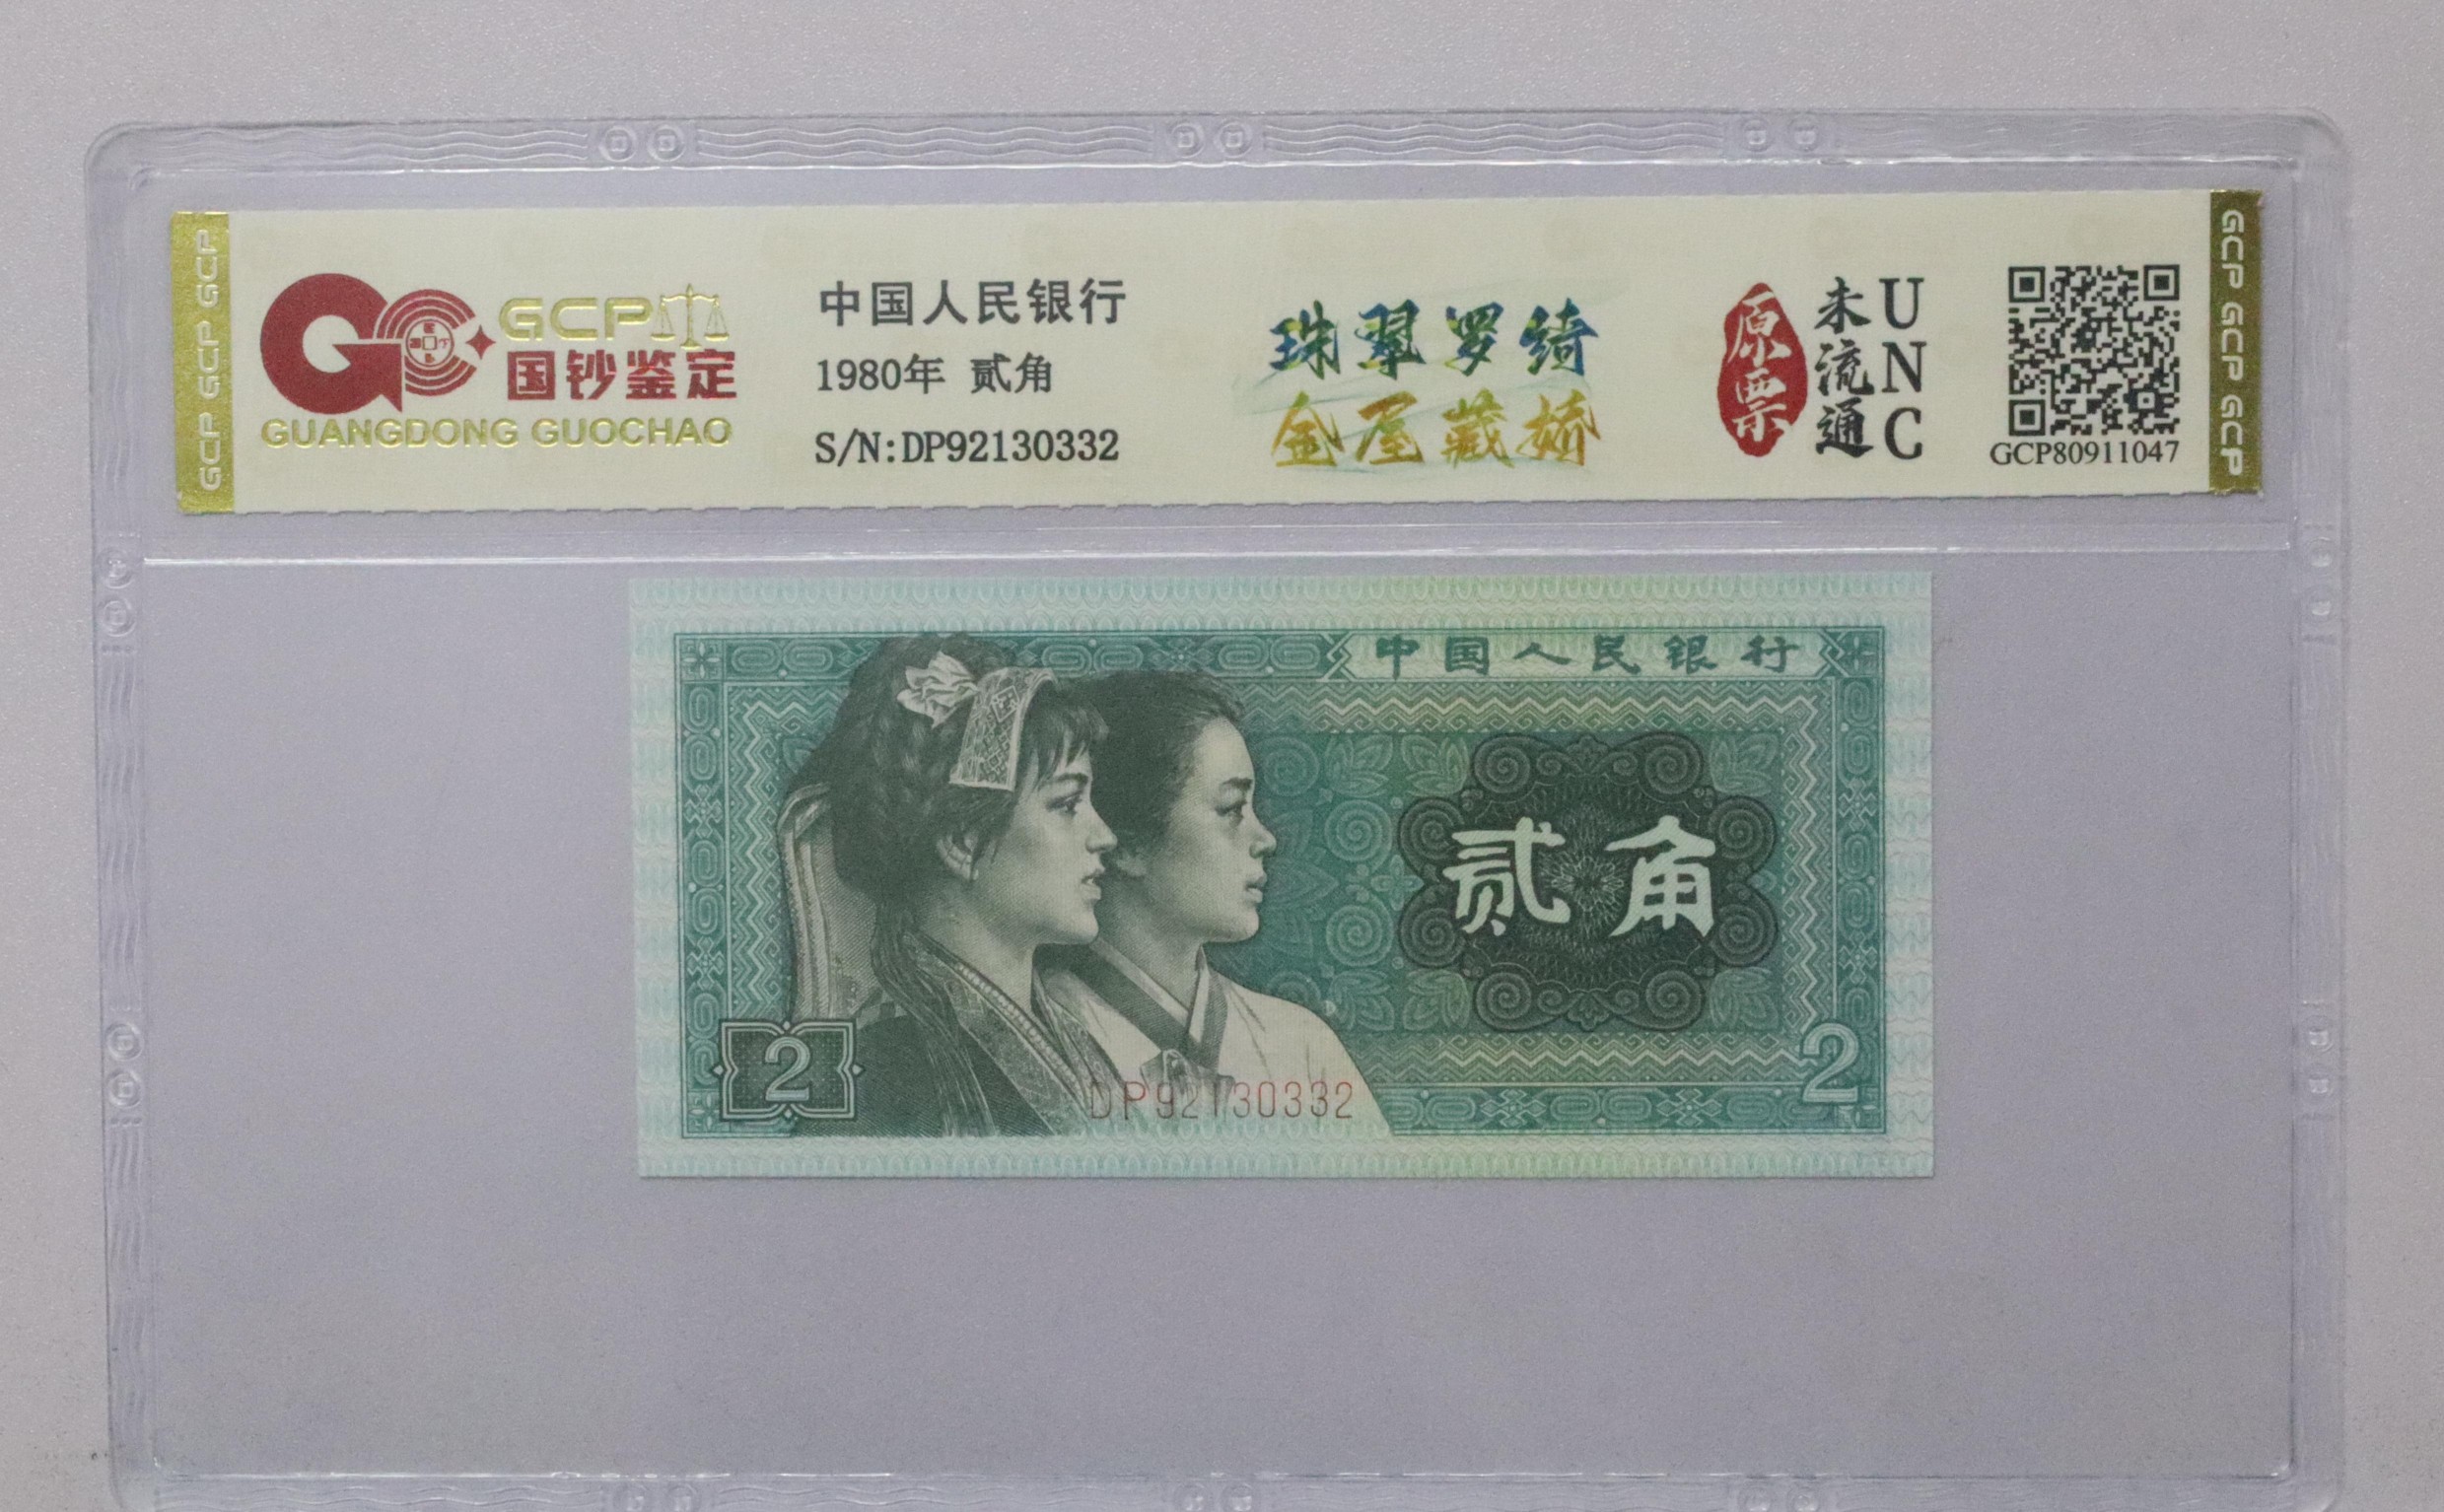 GCP GCP GCP
GCP
国钞鉴定
GUANGDONG GUOCHAO
中国人民银行
1980年 贰角
S/N:DP92130332
珠翠罗绮
金屋藏娇
原票
未流通
UNC
GCP80911047
GCP GCP GCP
中国人民银行
贰角
2
DP92130332
2